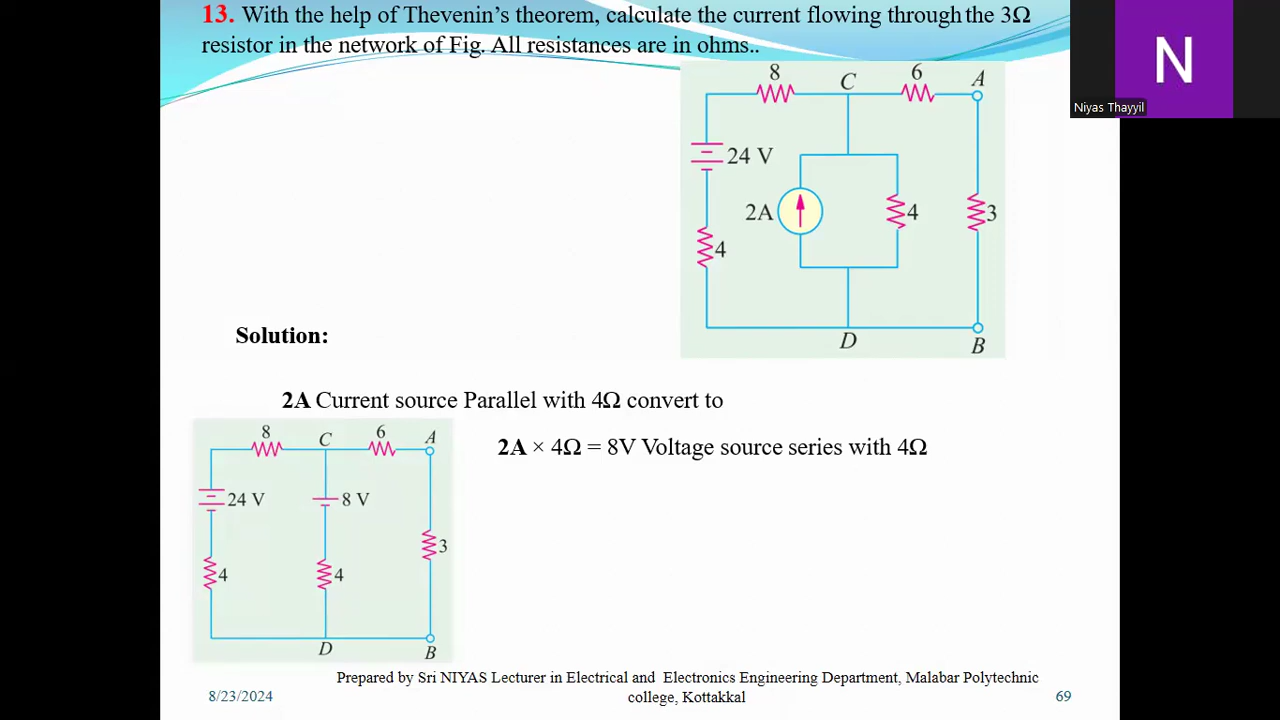 13. With the help of Thevenin’s theorem, calculate the current flowing through the 3Ω
resistor in the network of Fig. All resistances are in ohms..
N
Niyas Thayyil
8
C
6
A
24 V
2A
4
3
4
D
B
Solution:
2A Current source Parallel with 4Ω convert to
2A × 4Ω = 8V Voltage source series with 4Ω
8
C
6
A
24 V
8 V
3
4
4
D
B
Prepared by Sri NIYAS Lecturer in Electrical and Electronics Engineering Department, Malabar Polytechnic
college, Kottakkal
8/23/2024
69